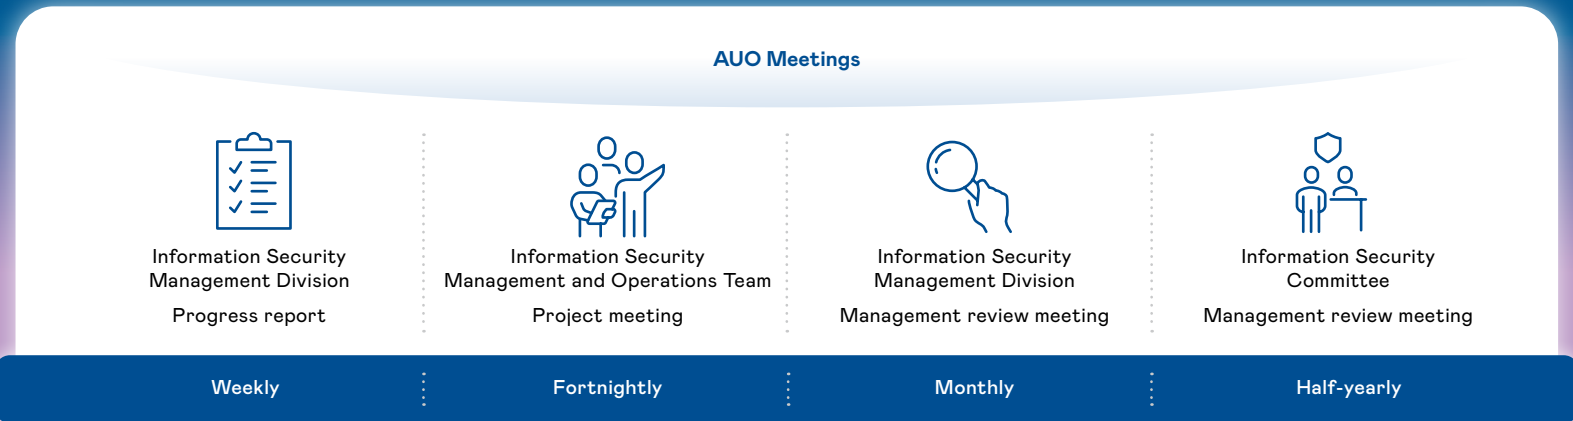 AUO Meetings
Information Security
Management Division
Progress report
Weekly
Information Security
Management and Operations Team
Project meeting
Fortnightly
Information Security
Management Division
Management review meeting
Monthly
Information Security
Committee
Management review meeting
Half-yearly